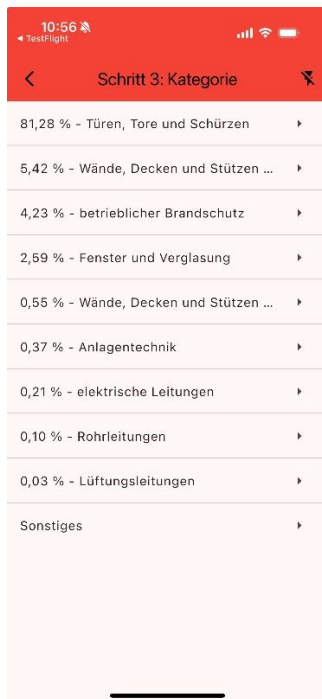 10:56
◄ TestFlight
Schritt 3: Kategorie
81,28 % - Türen, Tore und Schürzen
5,42 % - Wände, Decken und Stützen ...
4,23 % - betrieblicher Brandschutz
2,59 % - Fenster und Verglasung
0,55 % - Wände, Decken und Stützen ...
0,37 % - Anlagentechnik
0,21 % - elektrische Leitungen
0,10 % - Rohrleitungen
0,03 % - Lüftungsleitungen
Sonstiges